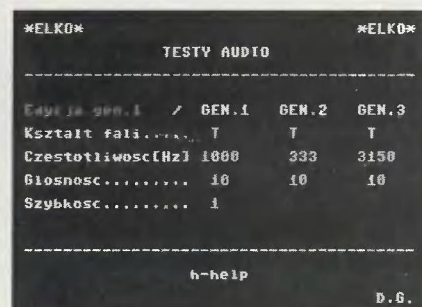 *ELKO* *ELKO*
TESTY AUDIO
Edycja gen.1 / GEN.1 GEN.2 GEN.3
Ksztalt fali..... T T T
Czestotliwosc[Hz] 1000 333 3150
Glosnosc......... 10 10 10
Szybkosc......... 1
h-help
D.G.